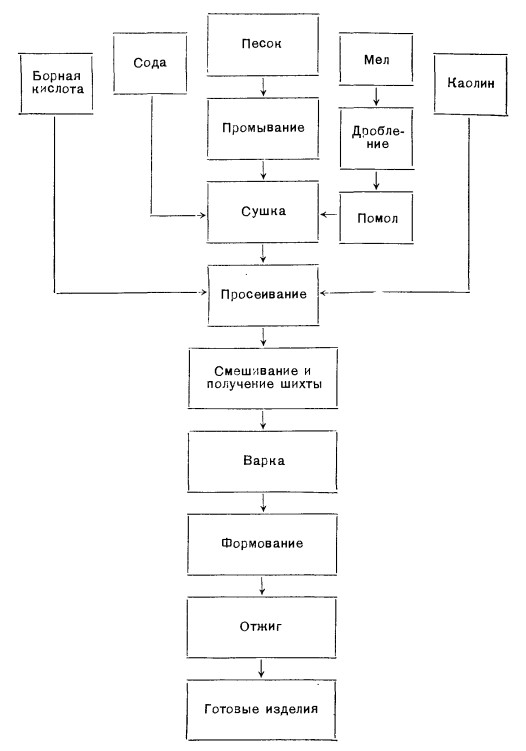 Песок
Сода
Мел
Борная
кислота
Каолин
Промывание
Дробле-
ние
Сушка
Помол
Просеивание
Смешивание и
получение шихты
Варка
Формование
Отжиг
Готовые изделия